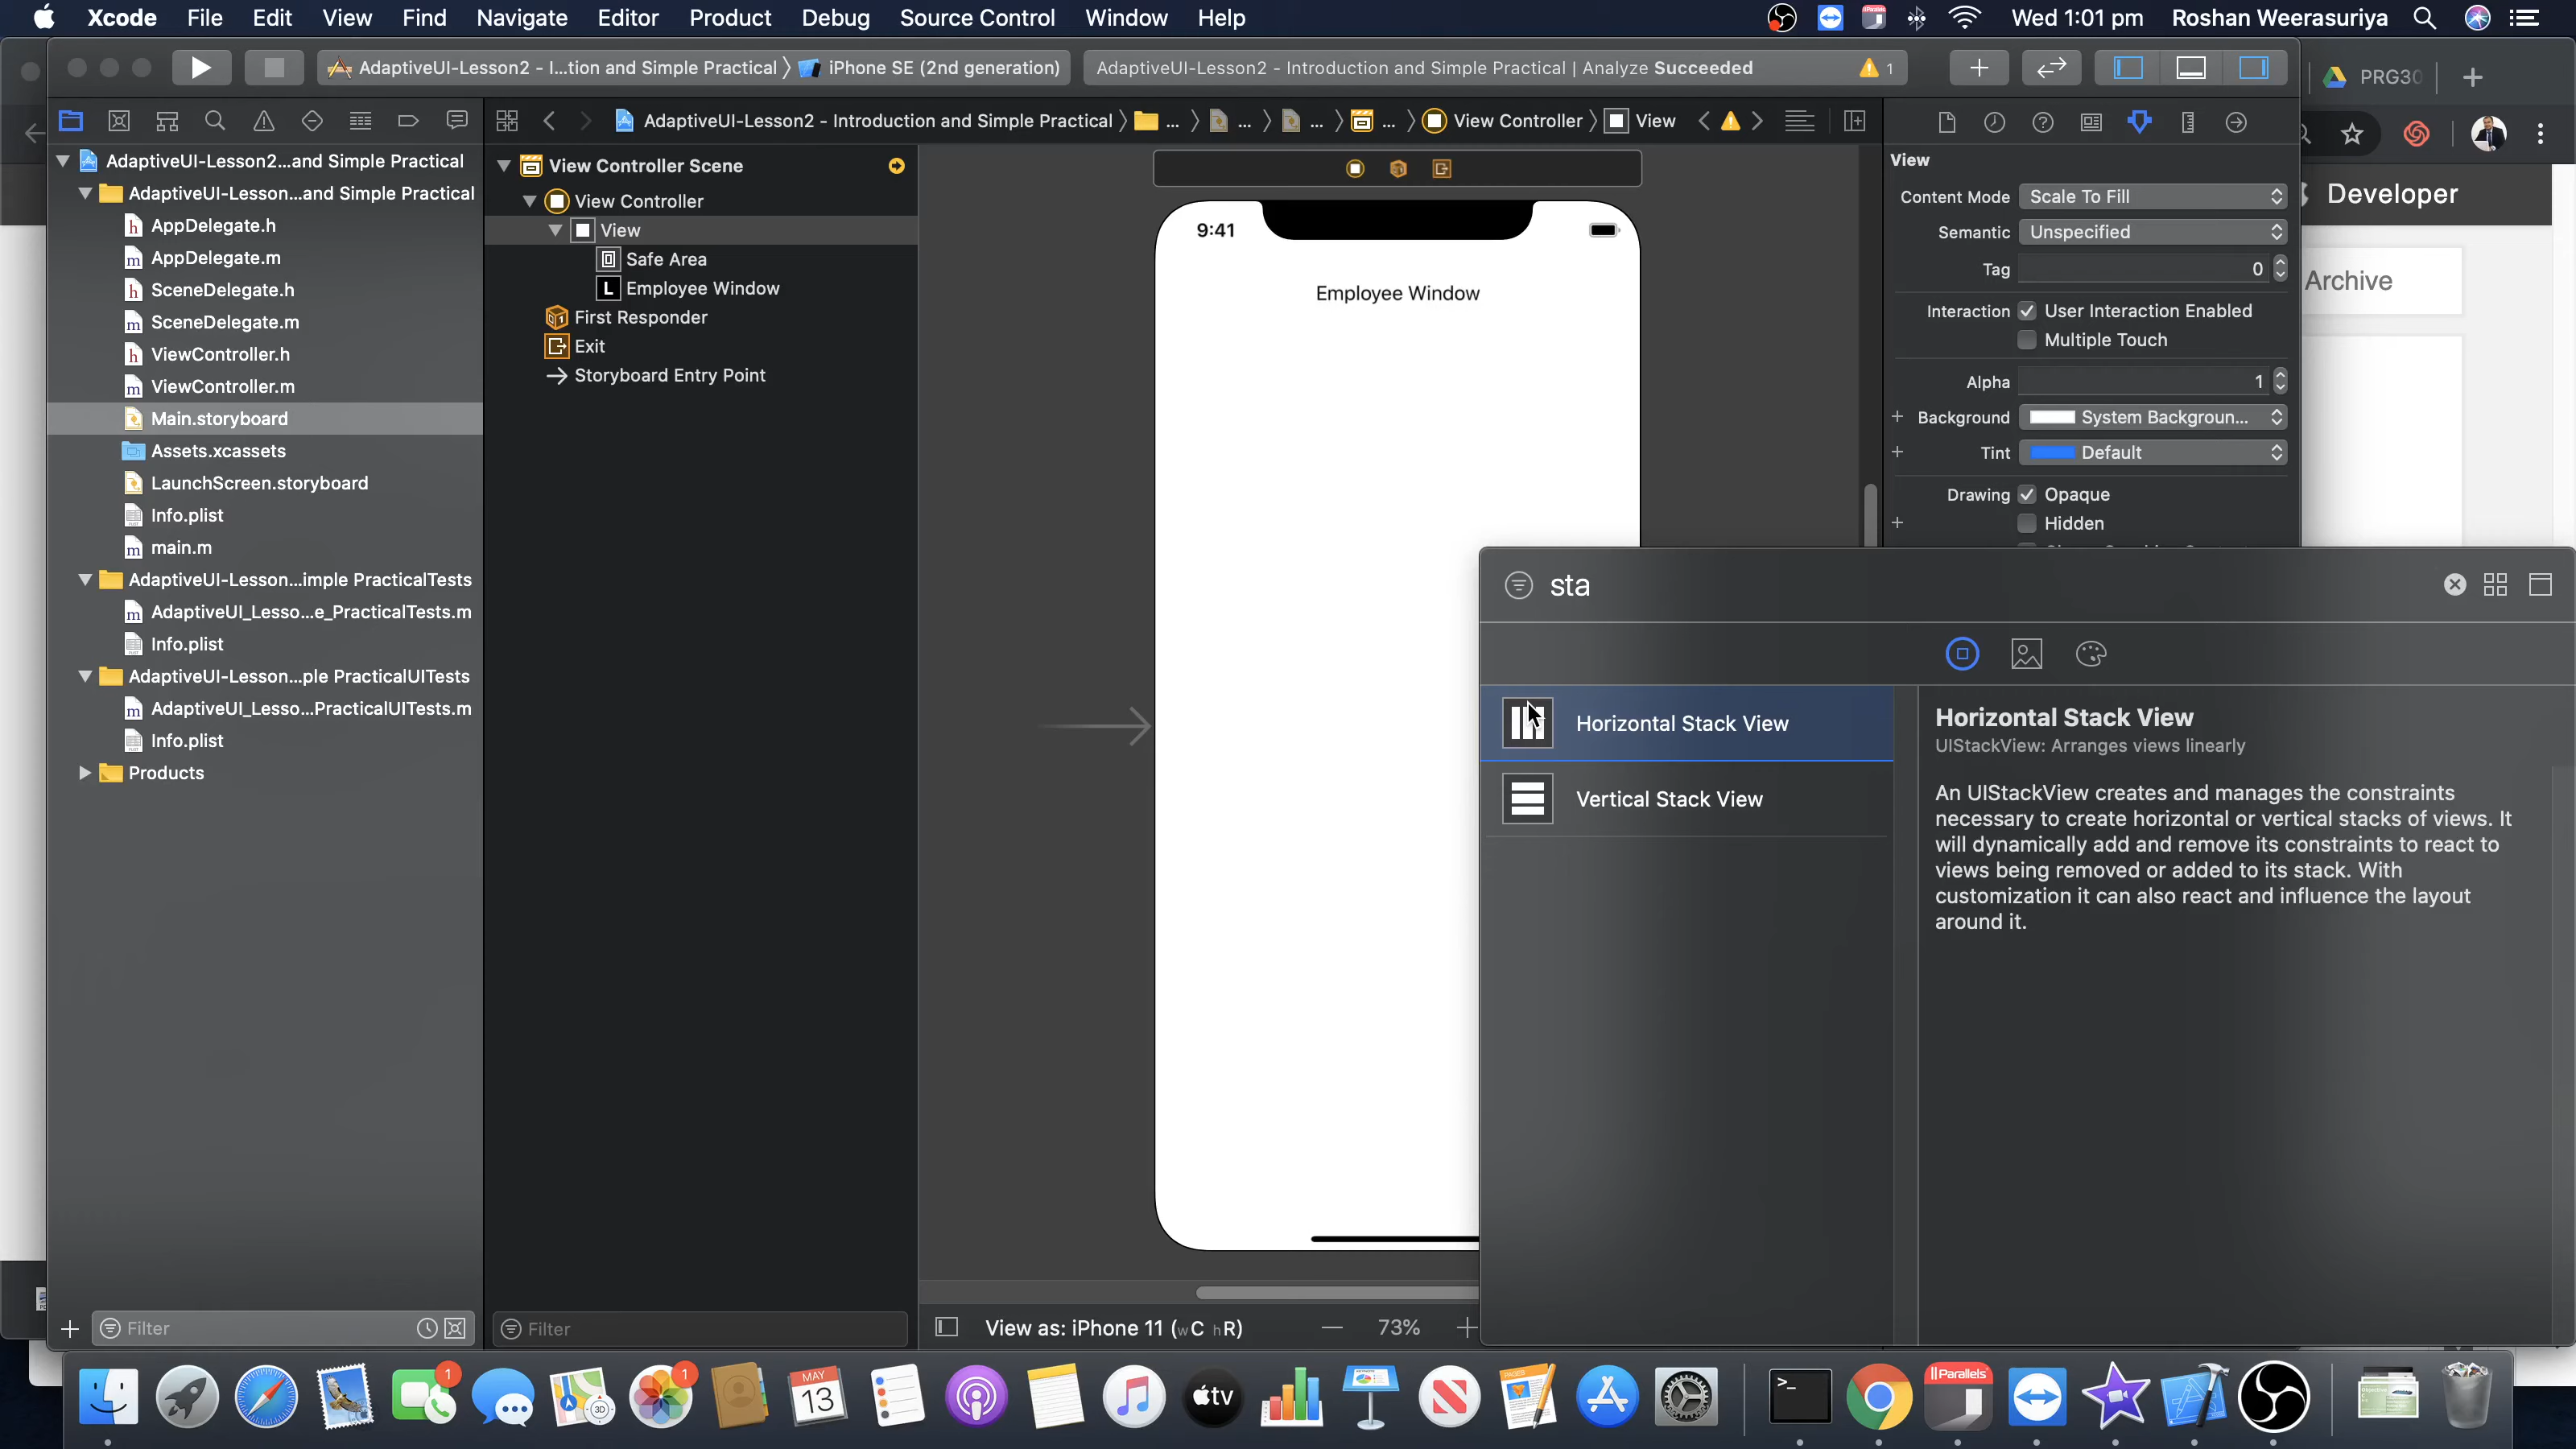 Xcode File Edit View Find Navigate Editor Product Debug Source Control Window Help Wed 1:01 pm Roshan Weerasuriya
AdaptiveUI-Lesson2 - I...tion and Simple Practical iPhone SE (2nd generation)
AdaptiveUI-Lesson2 - Introduction and Simple Practical | Analyze Succeeded 1
PRG30
AdaptiveUI-Lesson2 - Introduction and Simple Practical ... ... ... ... View Controller View
AdaptiveUI-Lesson2...and Simple Practical
AdaptiveUI-Lesson...and Simple Practical
AppDelegate.h
AppDelegate.m
SceneDelegate.h
SceneDelegate.m
ViewController.h
ViewController.m
Main.storyboard
Assets.xcassets
LaunchScreen.storyboard
Info.plist
main.m
AdaptiveUI-Lesson...imple PracticalTests
AdaptiveUI_Lesso...e_PracticalTests.m
Info.plist
AdaptiveUI-Lesson...ple PracticalUITests
AdaptiveUI_Lesso...PracticalUITests.m
Info.plist
Products
Filter
View Controller Scene
View Controller
View
Safe Area
L Employee Window
First Responder
Exit
Storyboard Entry Point
Filter
9:41
Employee Window
View as: iPhone 11 (wC hR)
73%
View
Content Mode Scale To Fill
Semantic Unspecified
Tag 0
Interaction User Interaction Enabled
Multiple Touch
Alpha 1
Background System Backgroun...
Tint Default
Drawing Opaque
Hidden
Developer
Archive
sta
Horizontal Stack View
Vertical Stack View
Horizontal Stack View
UIStackView: Arranges views linearly
An UIStackView creates and manages the constraints
necessary to create horizontal or vertical stacks of views. It
will dynamically add and remove its constraints to react to
views being removed or added to its stack. With
customization it can also react and influence the layout
around it.
1
3D
1
MAY
13
tv
PAGES
Parallels